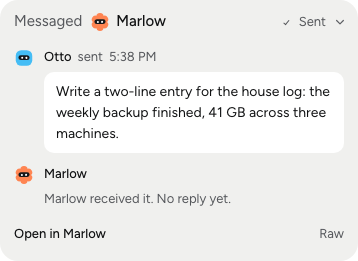 Messaged Marlow Sent
Otto sent 5:38 PM
Write a two-line entry for the house log: the
weekly backup finished, 41 GB across three
machines.
Marlow
Marlow received it. No reply yet.
Open in Marlow Raw